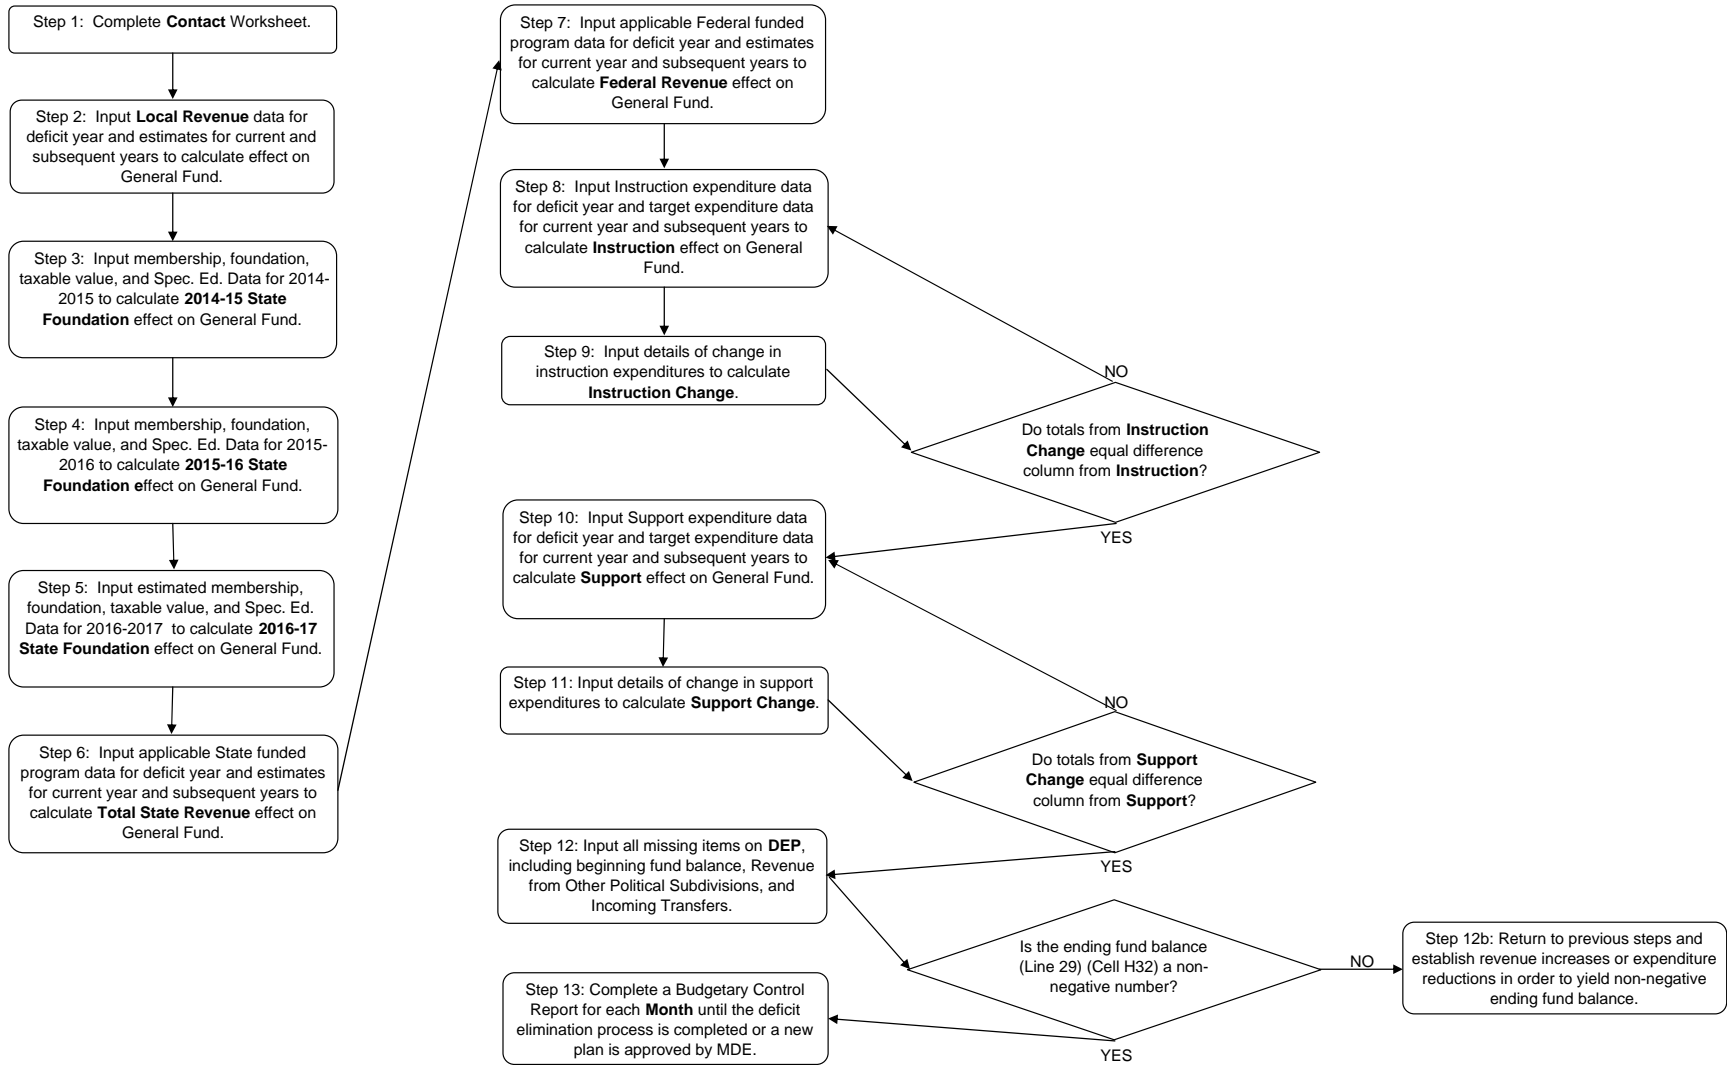 Step 1:  Complete Contact Worksheet.
Step 2:  Input Local Revenue data for
deficit year and estimates for current and
subsequent years to calculate effect on
General Fund.
Step 3:  Input membership, foundation,
taxable value, and Spec. Ed. Data for 2014-
2015 to calculate 2014-15 State
Foundation effect on General Fund.
Step 4:  Input membership, foundation,
taxable value, and Spec. Ed. Data for 2015-
2016 to calculate 2015-16 State
Foundation effect on General Fund.
Step 5:  Input estimated membership,
foundation, taxable value, and Spec. Ed.
Data for 2016-2017  to calculate 2016-17
State Foundation effect on General Fund.
Step 6:  Input applicable State funded
program data for deficit year and estimates
for current year and subsequent years to
calculate Total State Revenue effect on
General Fund.
Step 7:  Input applicable Federal funded
program data for deficit year and estimates
for current year and subsequent years to
calculate Federal Revenue effect on
General Fund.
Step 8:  Input Instruction expenditure data
for deficit year and target expenditure data
for current year and subsequent years to
calculate Instruction effect on General
Fund.
Step 9:  Input details of change in
instruction expenditures to calculate
Instruction Change.
NO
Do totals from Instruction
Change equal difference
column from Instruction?
YES
Step 10:  Input Support expenditure data
for deficit year and target expenditure data
for current year and subsequent years to
calculate Support effect on General Fund.
Step 11: Input details of change in support
expenditures to calculate Support Change.
NO
Do totals from Support
Change equal difference
column from Support?
YES
Step 12: Input all missing items on DEP,
including beginning fund balance, Revenue
from Other Political Subdivisions, and
Incoming Transfers.
Is the ending fund balance
(Line 29) (Cell H32) a non-
negative number?
NO
Step 12b: Return to previous steps and
establish revenue increases or expenditure
reductions in order to yield non-negative
ending fund balance.
YES
Step 13: Complete a Budgetary Control
Report for each Month until the deficit
elimination process is completed or a new
plan is approved by MDE.